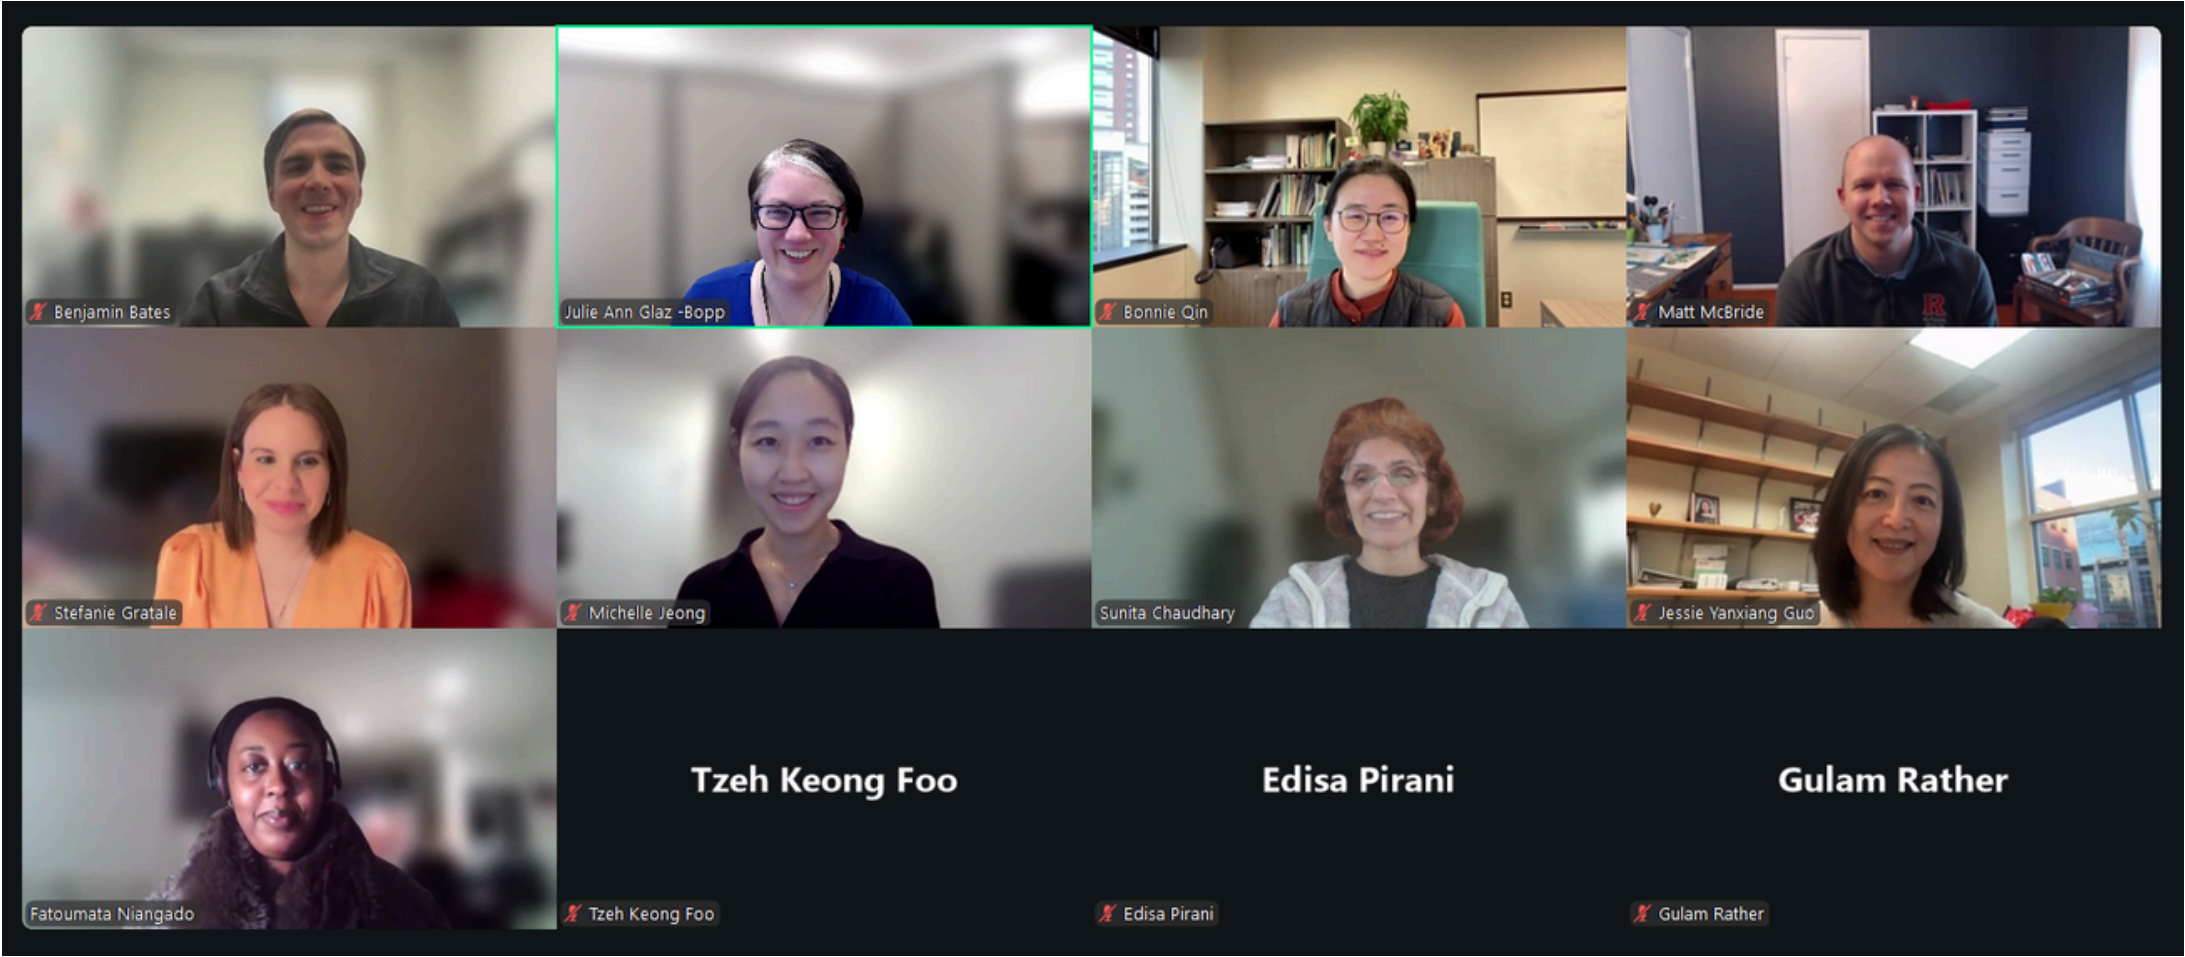 Benjamin Bates
Julie Ann Glaz -Bopp
Bonnie Qin
Matt McBride
R
Stefanie Gratale
Michelle Jeong
Sunita Chaudhary
Jessie Yanxiang Guo
Tzeh Keong Foo
Edisa Pirani
Gulam Rather
Fatoumata Niangado
Tzeh Keong Foo
Edisa Pirani
Gulam Rather